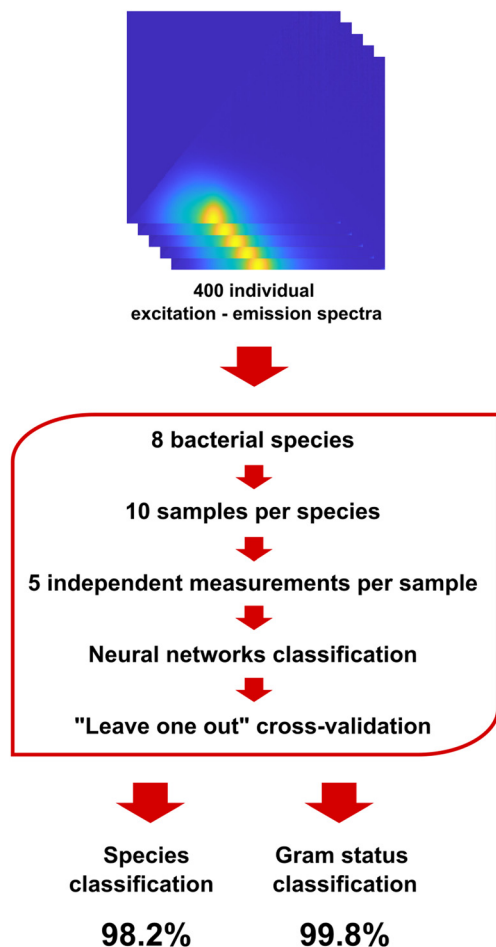 400 individual
excitation - emission spectra
8 bacterial species
10 samples per species
5 independent measurements per sample
Neural networks classification
"Leave one out" cross-validation
Species
classification
98.2%
Gram status
classification
99.8%